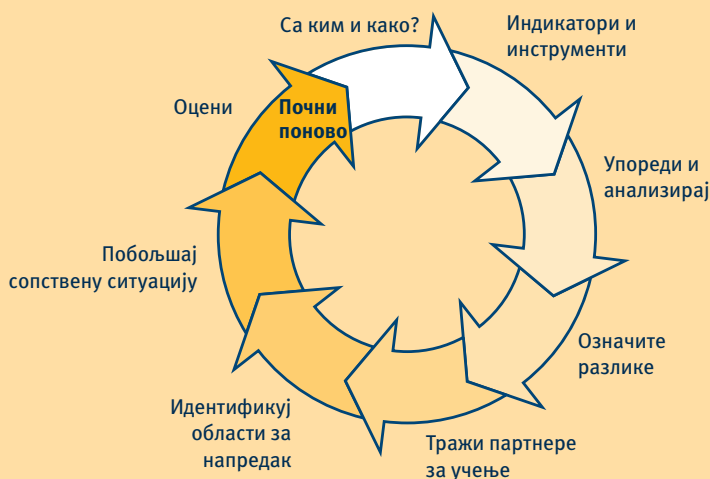 Са ким и како?
Индикатори и
инструменти
Упореди и
анализирај
Означите
разлике
Тражи партнере
за учење
Идентификуј
области за
напредак
Побољшај
сопствену ситуацију
Оцени
Почни
поново